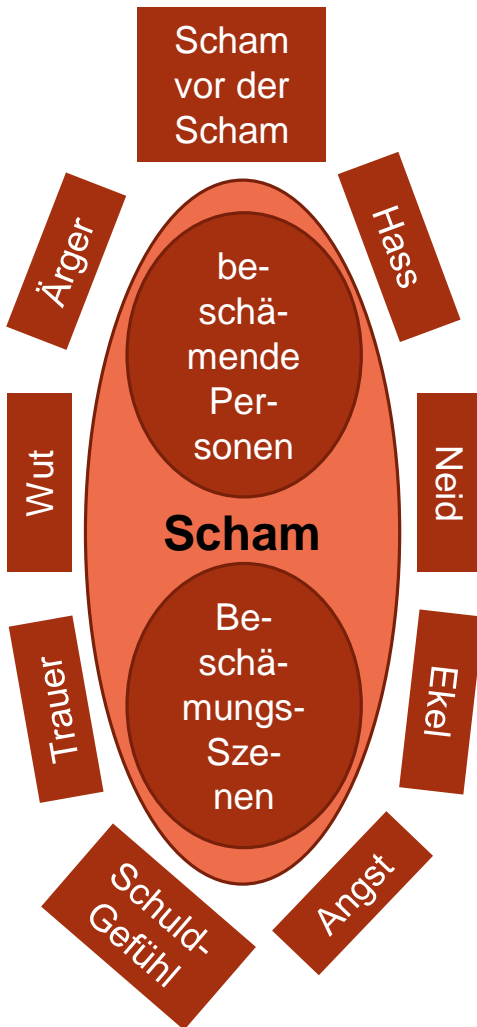 Scham
vor der
Scham
Ärger
Hass
be-
schä-
mende
Per-
sonen
Wut
Neid
Scham
Be-
schä-
mungs-
Sze-
nen
Trauer
Ekel
Schuld-
Gefühl
Angst